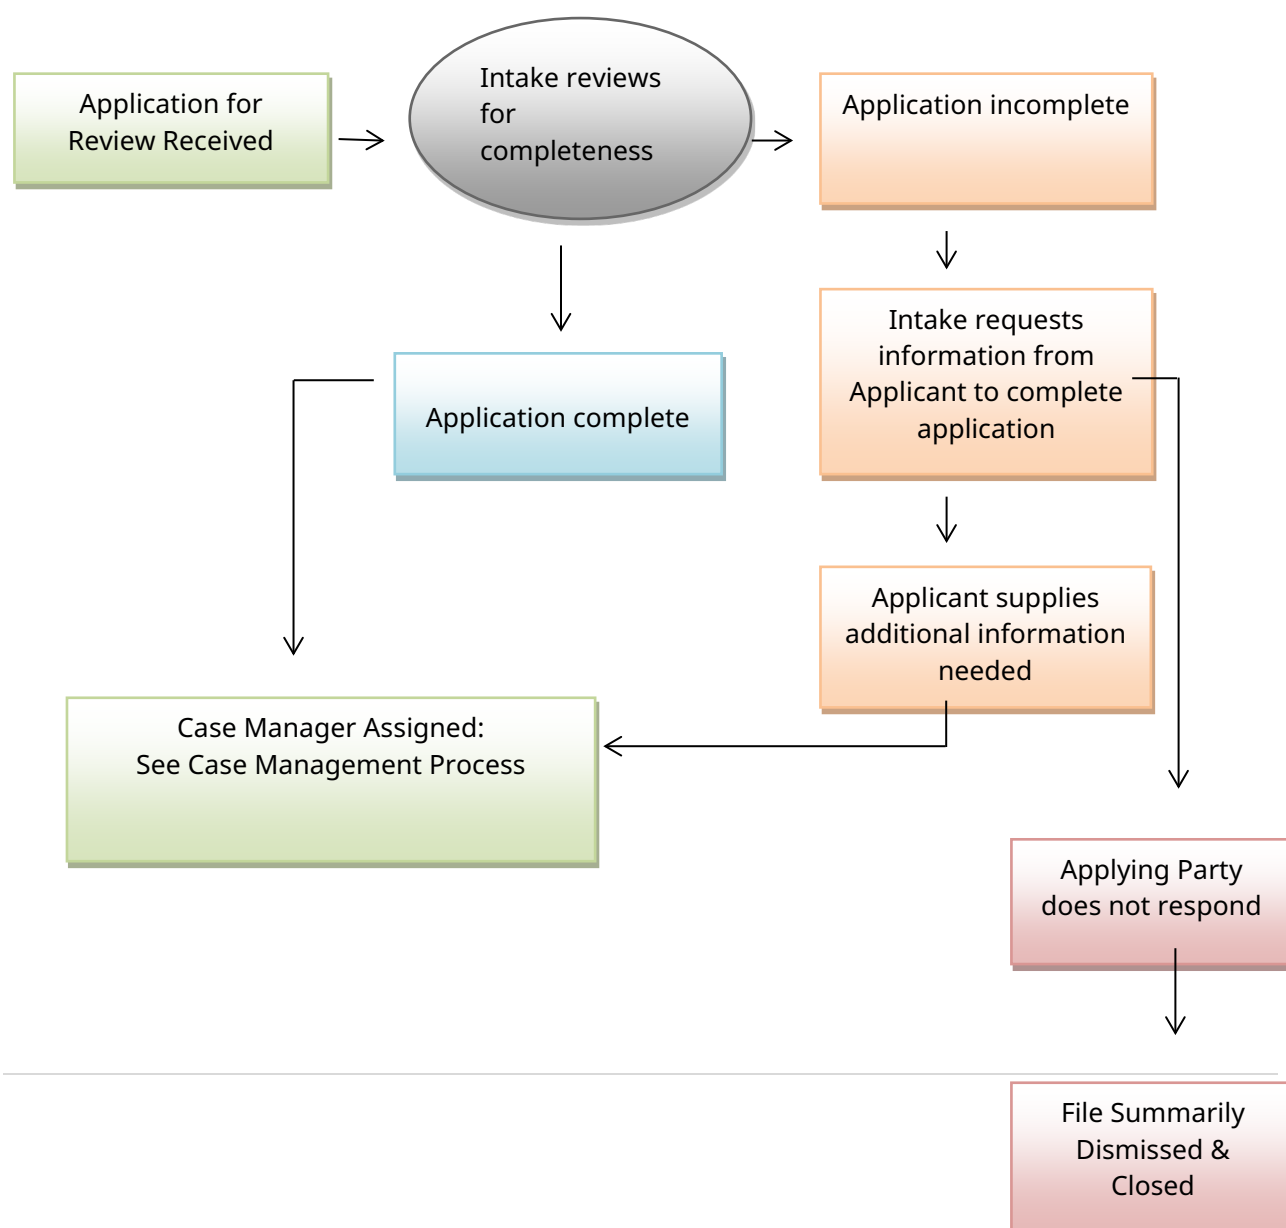 Application for
Review Received
Intake reviews
for
completeness
Application incomplete
Intake requests
information from
Applicant to complete
application
Application complete
Applicant supplies
additional information
needed
Case Manager Assigned:
See Case Management Process
Applying Party
does not respond
File Summarily
Dismissed &
Closed